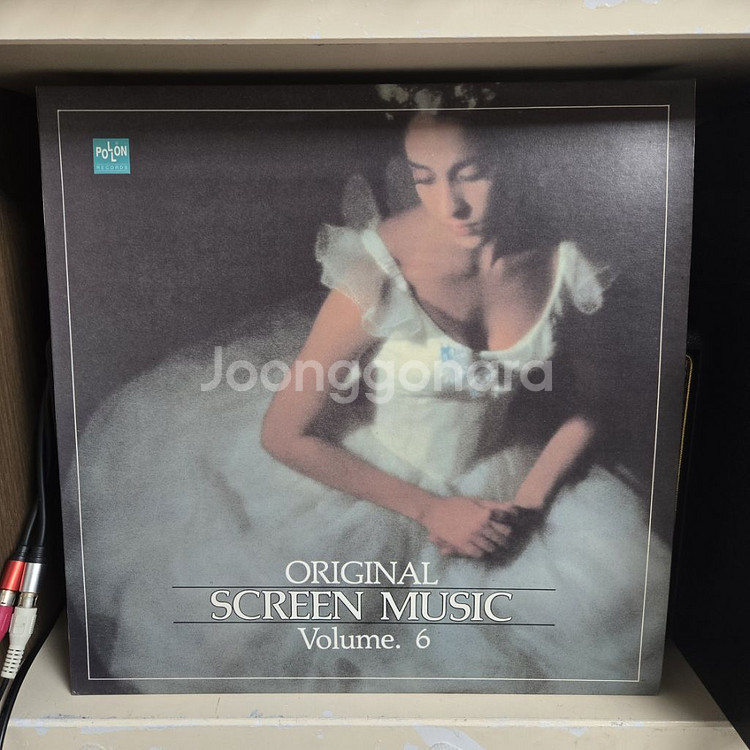 POLLON
RECORDS
Joonggonara
ORIGINAL
SCREEN MUSIC
Volume. 6